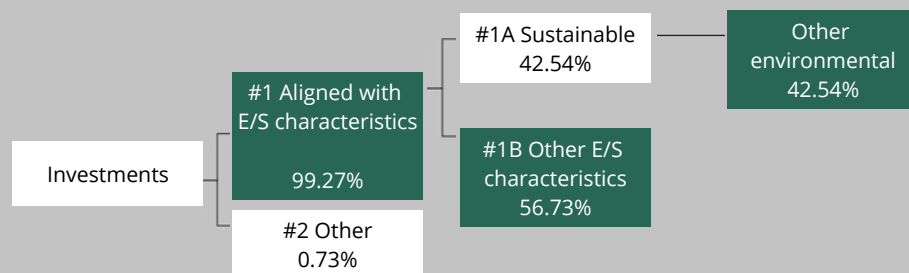 Investments
#1 Aligned with
E/S characteristics
99.27%
#2 Other
0.73%
#1A Sustainable
42.54%
#1B Other E/S
characteristics
56.73%
Other
environmental
42.54%